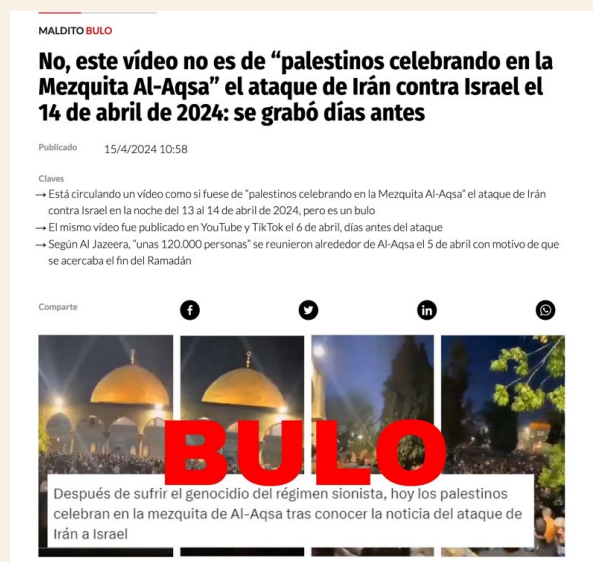 MALDITO BULO
No, este vídeo no es de “palestinos celebrando en la
Mezquita Al-Aqsa” el ataque de Irán contra Israel el
14 de abril de 2024: se grabó días antes
Publicado 15/4/2024 10:58
Claves
→ Está circulando un vídeo como si fuese de “palestinos celebrando en la Mezquita Al-Aqsa” el ataque de Irán
contra Israel en la noche del 13 al 14 de abril de 2024, pero es un bulo
→ El mismo vídeo fue publicado en YouTube y TikTok el 6 de abril, días antes del ataque
→ Según Al Jazeera, “unas 120.000 personas” se reunieron alrededor de Al-Aqsa el 5 de abril con motivo de que
se acercaba el fin del Ramadán
Comparte
BULO
Después de sufrir el genocidio del régimen sionista, hoy los palestinos
celebran en la mezquita de Al-Aqsa tras conocer la noticia del ataque de
Irán a Israel